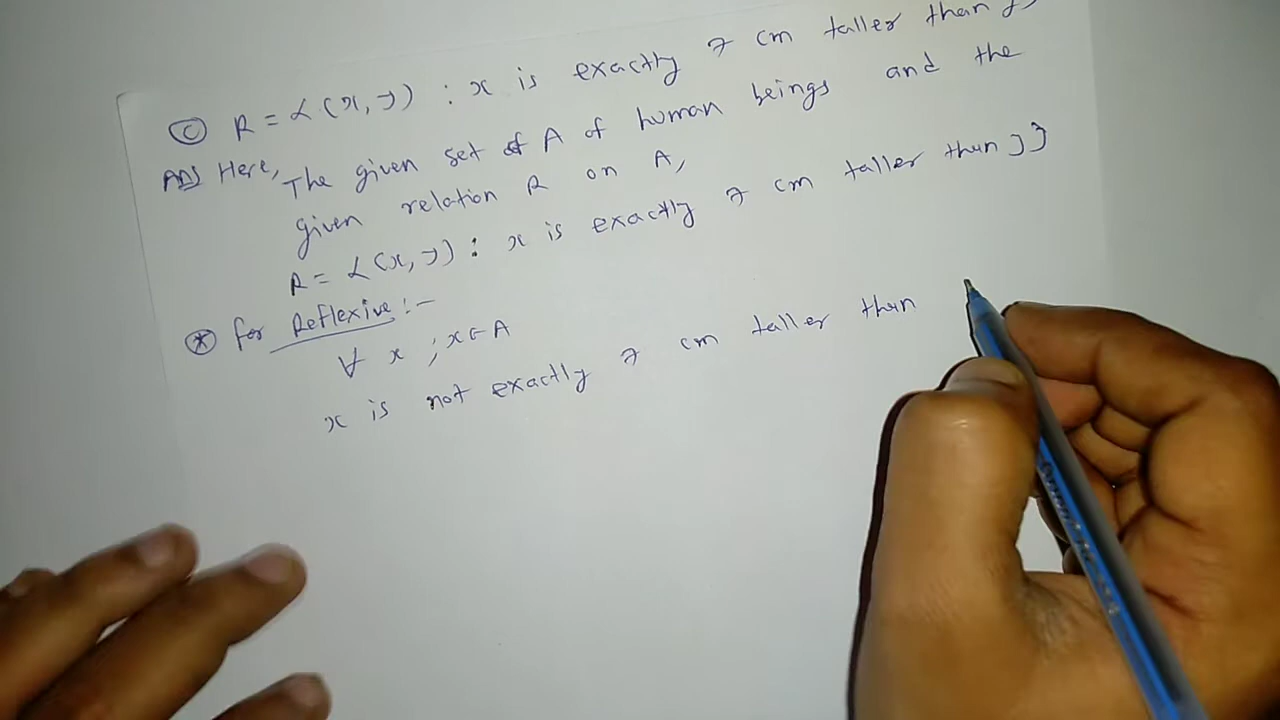 Ⓒ R = {(x, y) : x is exactly 7 cm taller than y}
Ans Here, The given set of A of human beings and the
given relation R on A,
R = {(x, y) : x is exactly 7 cm taller than y}
⊛ for Reflexive :-
∀ x ; x ∈ A
x is not exactly 7 cm taller than